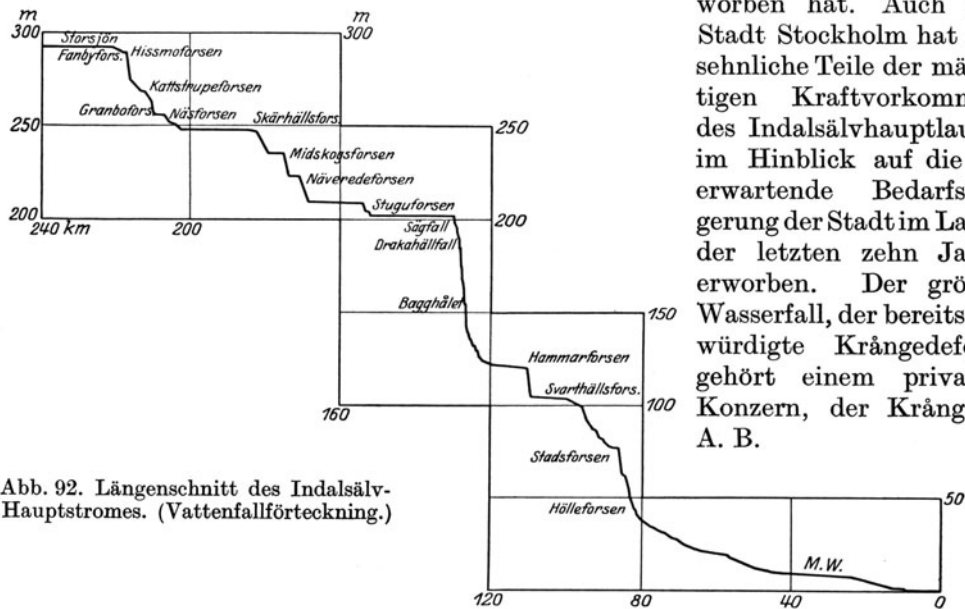 m
m
300
300
Storsjön
Fanbyfors.
Hissmoforsen
Kattstrupeforsen
Granbofors.
Näsforsen
Skärhällsfors.
250
250
Midskogsforsen
Näveredeforsen
Stuguforsen
200
200
240 km
200
Sågfall
Drakahällfall
Bagghålet
150
Hammarforsen
Svarthällsfors.
160
100
Stadsforsen
Hölleforsen
50
M.W.
120
80
40
0
Abb. 92. Längenschnitt des Indalsälv-
Hauptstromes. (Vattenfallförteckning.)
worben hat. Auch
Stadt Stockholm hat
sehnliche Teile der mä
tigen Kraftvorkomm
des Indalsälvhauptlau
im Hinblick auf die
erwartende Bedarfs
gerung der Stadt im La
der letzten zehn Ja
erworben. Der grö
Wasserfall, der bereits
würdigte Krångedef
gehört einem priva
Konzern, der Krång
A. B.